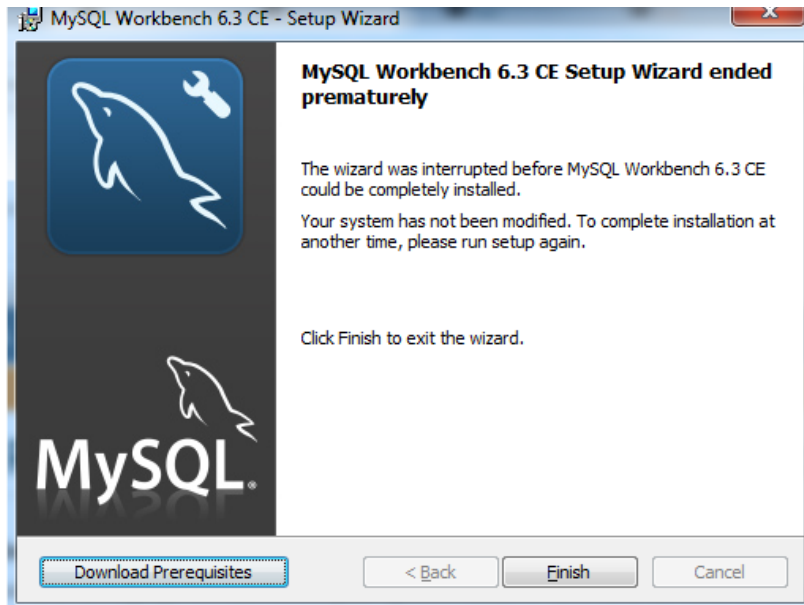 MySQL Workbench 6.3 CE - Setup Wizard
MySQL Workbench 6.3 CE Setup Wizard ended
prematurely
The wizard was interrupted before MySQL Workbench 6.3 CE
could be completely installed.
Your system has not been modified. To complete installation at
another time, please run setup again.
Click Finish to exit the wizard.
MySQL®
Download Prerequisites
< Back
Finish
Cancel